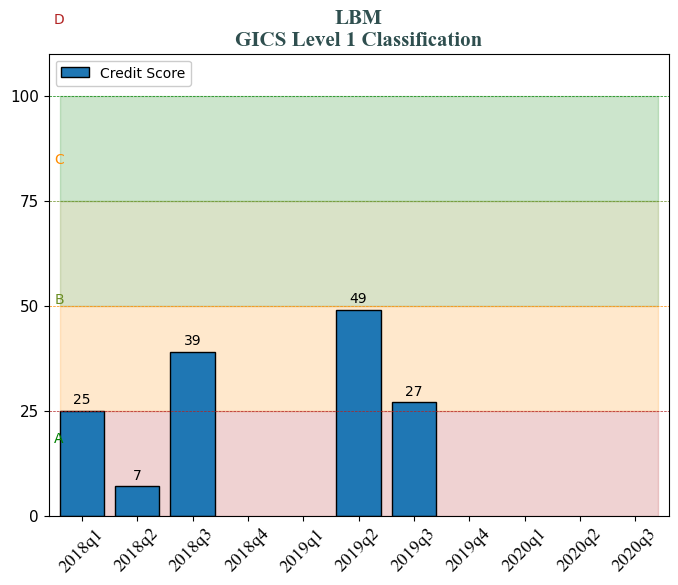 D
LBM
GICS Level 1 Classification
Credit Score
100
C
75
B
50
49
39
27
25
25
A
7
0
2018q1
2018q2
2018q3
2018q4
2019q1
2019q2
2019q3
2019q4
2020q1
2020q2
2020q3